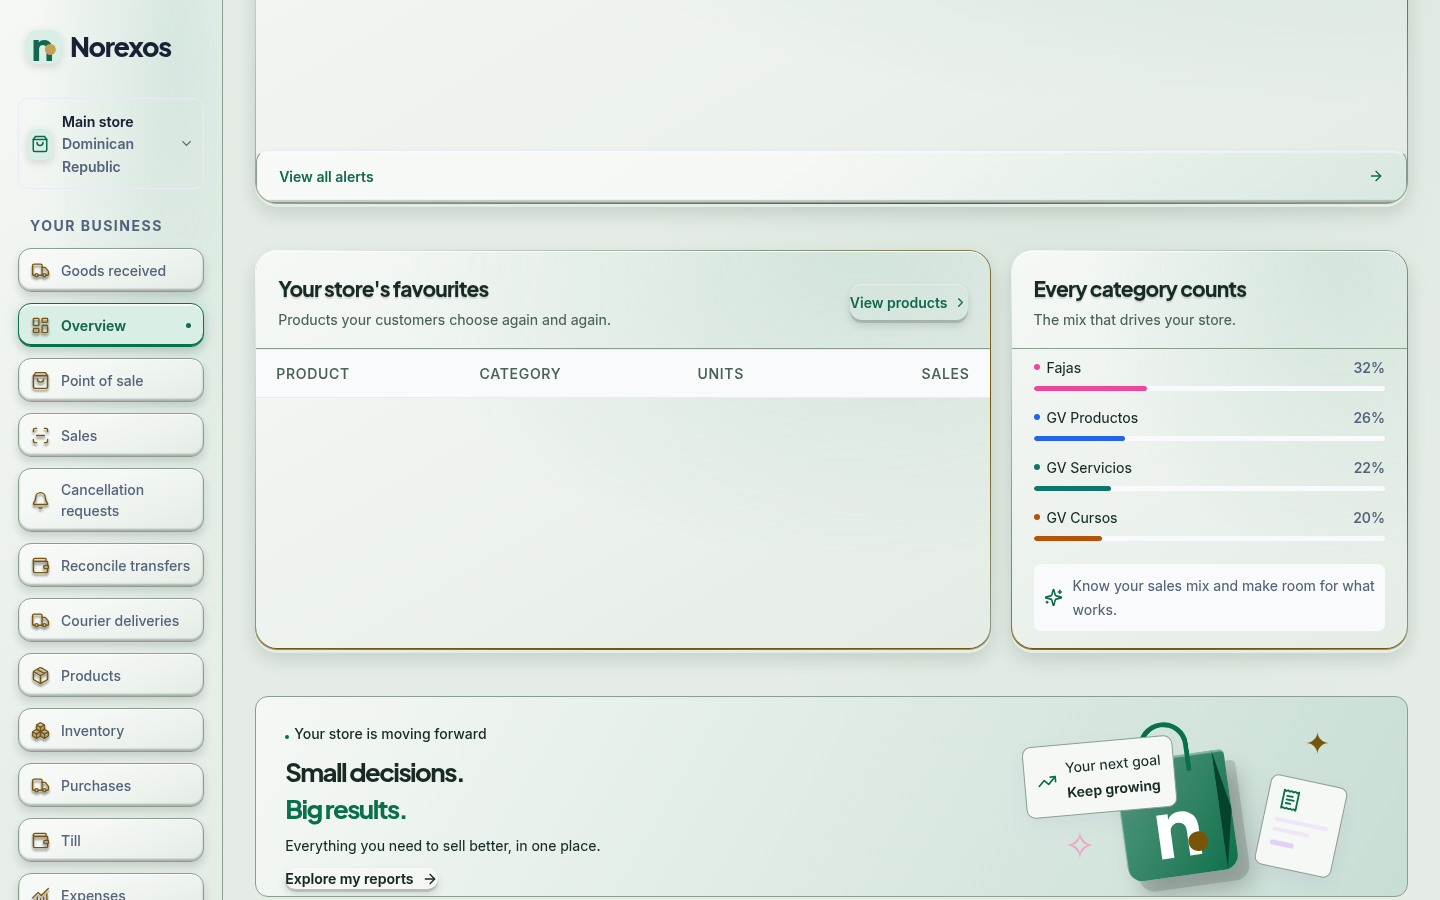 Norexos
Main store
Dominican
Republic
YOUR BUSINESS
Goods received
Overview
Point of sale
Sales
Cancellation
requests
Reconcile transfers
Courier deliveries
Products
Inventory
Purchases
Till
Expenses
View all alerts
Your store's favourites
Products your customers choose again and again.
View products
PRODUCT CATEGORY UNITS SALES
Every category counts
The mix that drives your store.
Fajas 32%
GV Productos 26%
GV Servicios 22%
GV Cursos 20%
Know your sales mix and make room for what
works.
Your store is moving forward
Small decisions.
Big results.
Everything you need to sell better, in one place.
Explore my reports
Your next goal
Keep growing
n